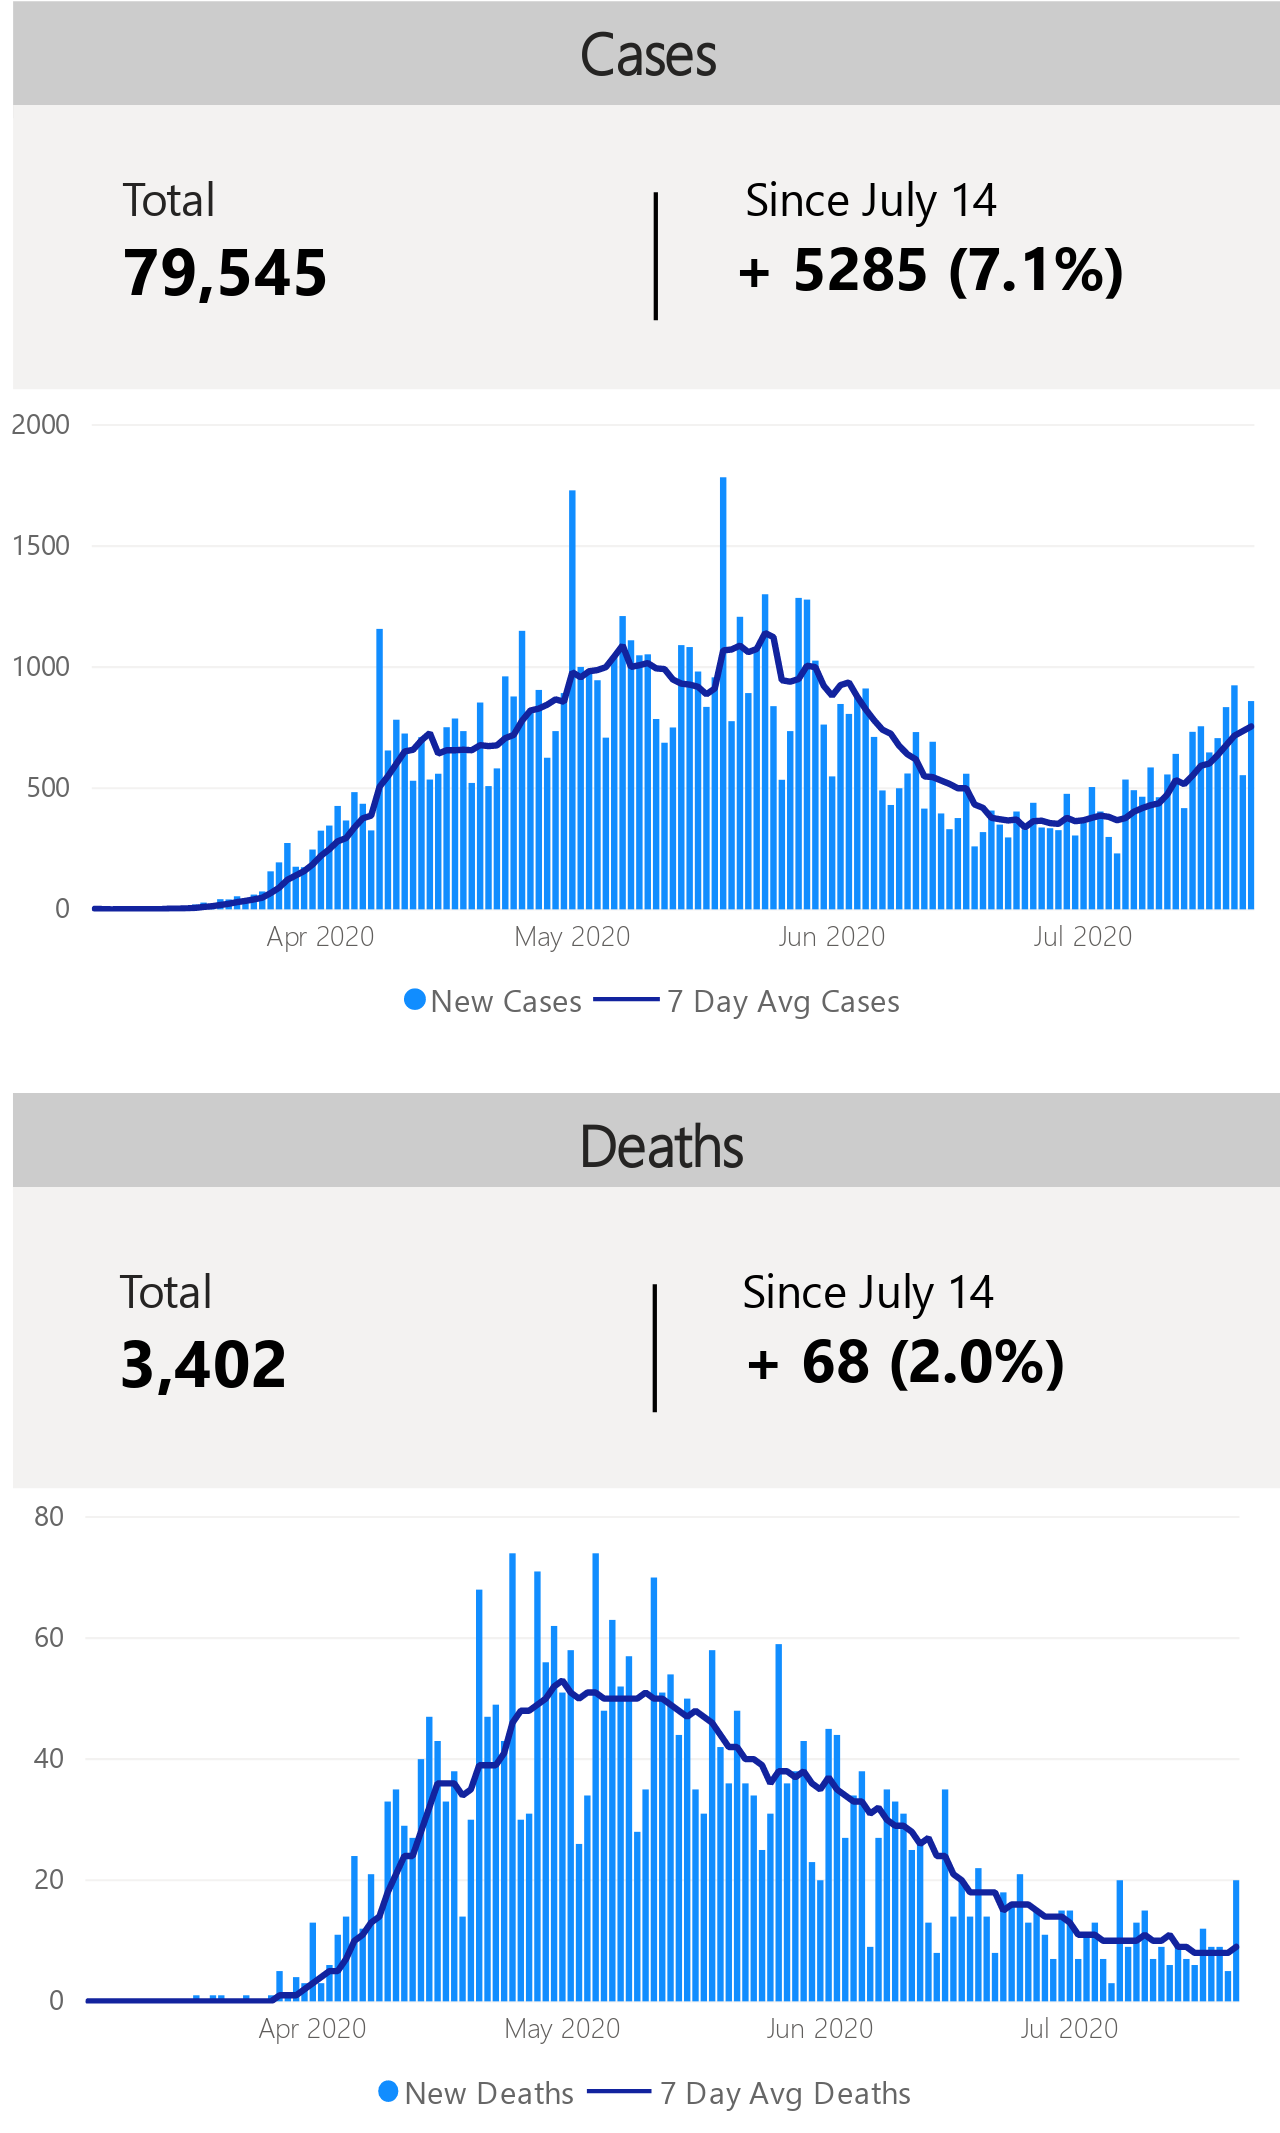 Cases
Total
Since July 14
79,545
+ 5285 (7.1%)
2000
1500
1000
500
0
Apr 2020
May 2020
Jun 2020
Jul 2020
New Cases
7 Day Avg Cases
Deaths
Total
Since July 14
3,402
+ 68 (2.0%)
80
60
40
20
0
Apr 2020
May 2020
Jun 2020
Jul 2020
New Deaths
7 Day Avg Deaths